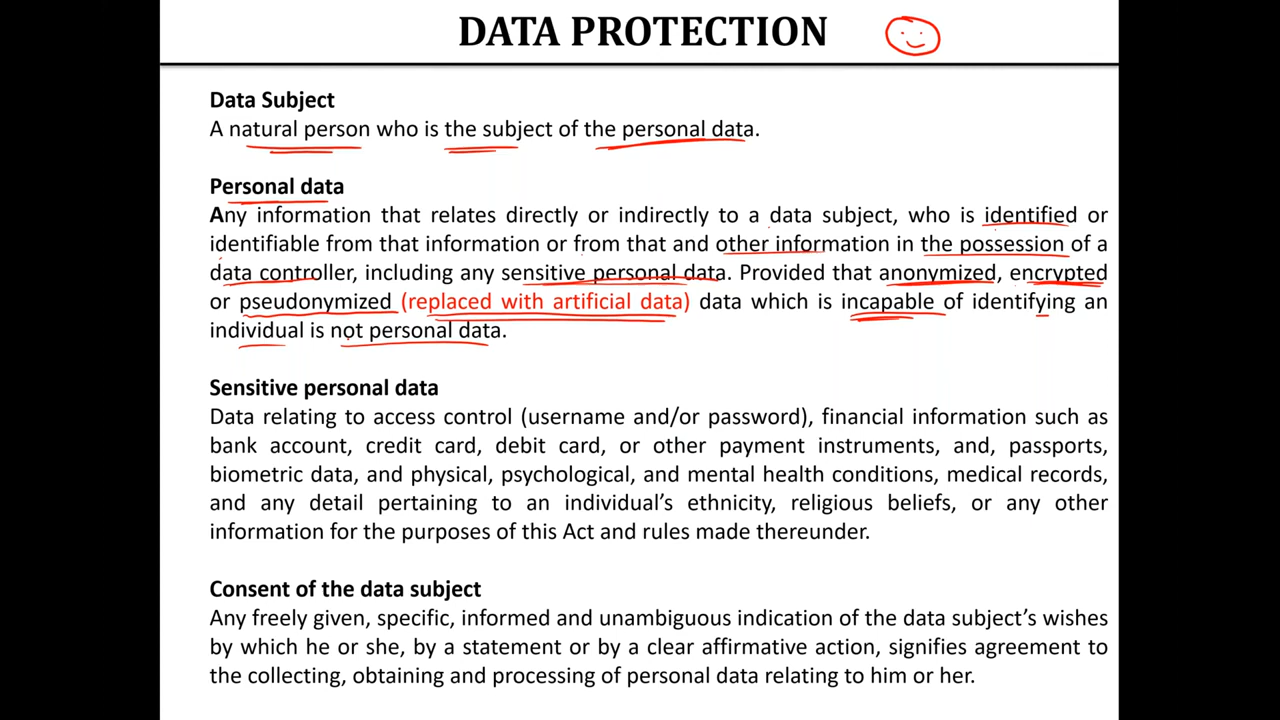 DATA PROTECTION
Data Subject
A natural person who is the subject of the personal data.
Personal data
Any information that relates directly or indirectly to a data subject, who is identified or
identifiable from that information or from that and other information in the possession of a
data controller, including any sensitive personal data. Provided that anonymized, encrypted
or pseudonymized (replaced with artificial data) data which is incapable of identifying an
individual is not personal data.
Sensitive personal data
Data relating to access control (username and/or password), financial information such as
bank account, credit card, debit card, or other payment instruments, and, passports,
biometric data, and physical, psychological, and mental health conditions, medical records,
and any detail pertaining to an individual’s ethnicity, religious beliefs, or any other
information for the purposes of this Act and rules made thereunder.
Consent of the data subject
Any freely given, specific, informed and unambiguous indication of the data subject’s wishes
by which he or she, by a statement or by a clear affirmative action, signifies agreement to
the collecting, obtaining and processing of personal data relating to him or her.